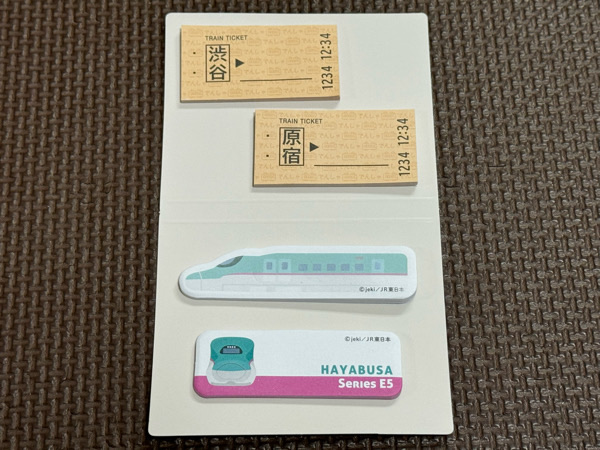 TRAIN TICKET
渋谷
1234 12:34
TRAIN TICKET
原宿
1234 12:34
©jeki／JR東日本
©jeki／JR東日本
HAYABUSA
Series E5